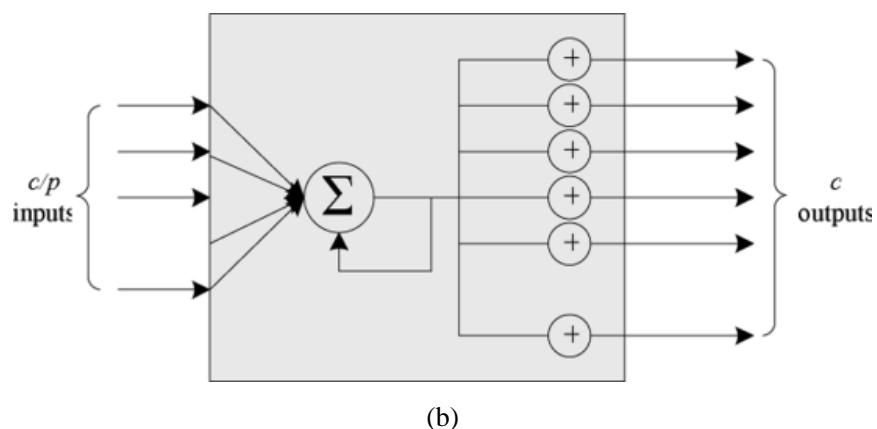 c/p
inputs
Σ
+
+
+
+
+
+
c
outputs
(b)